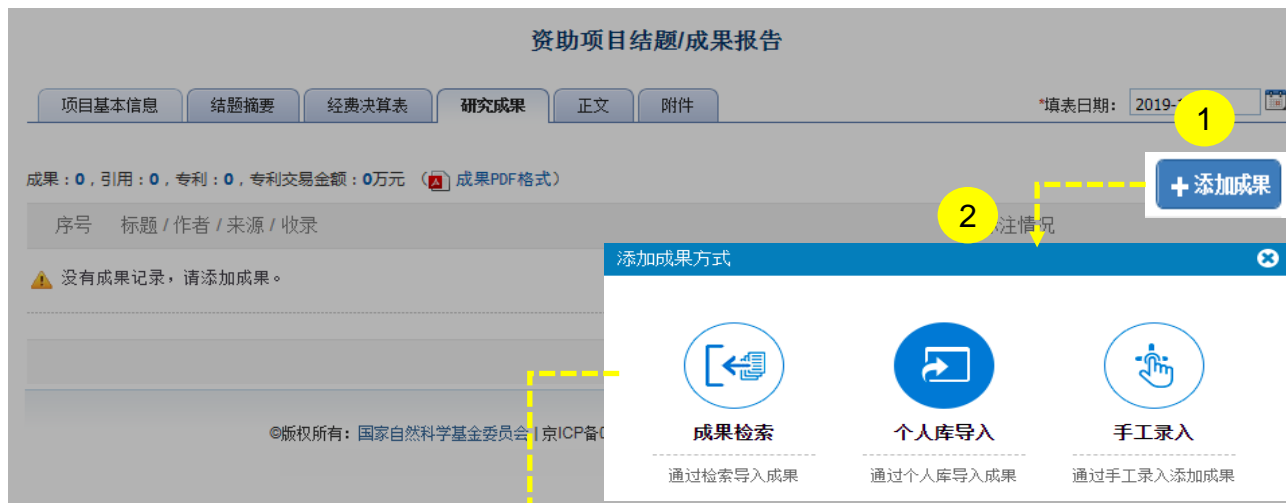 资助项目结题/成果报告
项目基本信息 结题摘要 经费决算表 研究成果 正文 附件 *填表日期： 2019-
1
成果：0，引用：0，专利：0，专利交易金额：0万元 （成果PDF格式）
+ 添加成果
2
序号 标题 / 作者 / 来源 / 收录 注情况
添加成果方式
没有成果记录，请添加成果。
©版权所有：国家自然科学基金委员会 | 京ICP备
成果检索 个人库导入 手工录入
通过检索导入成果 通过个人库导入成果 通过手工录入添加成果